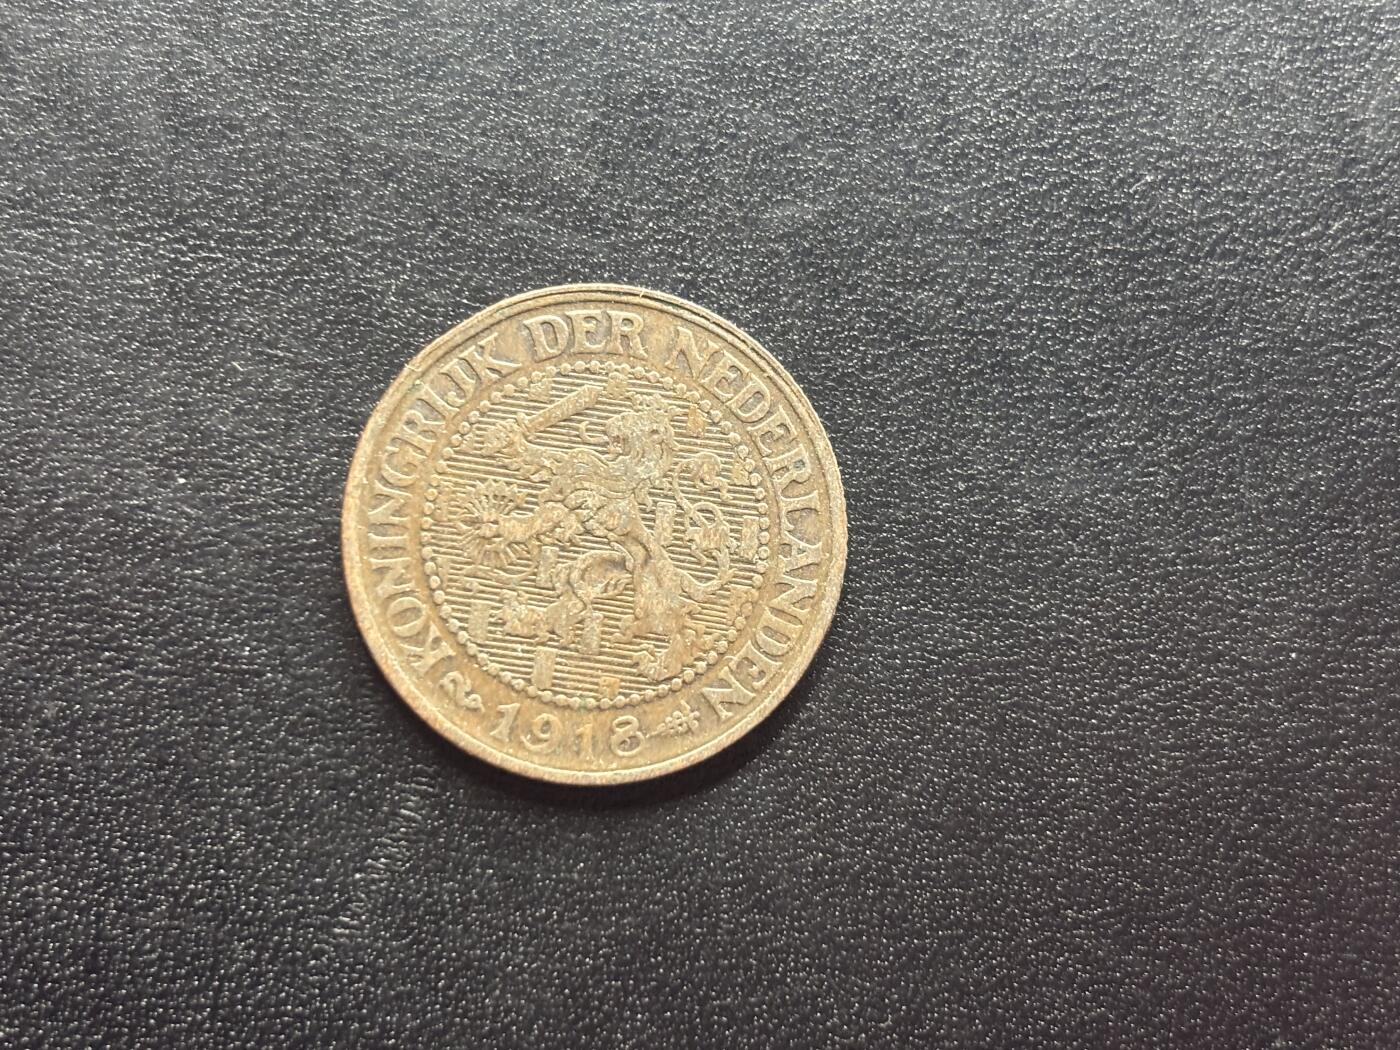 KONINGRIJK DER NEDERLANDEN
1918